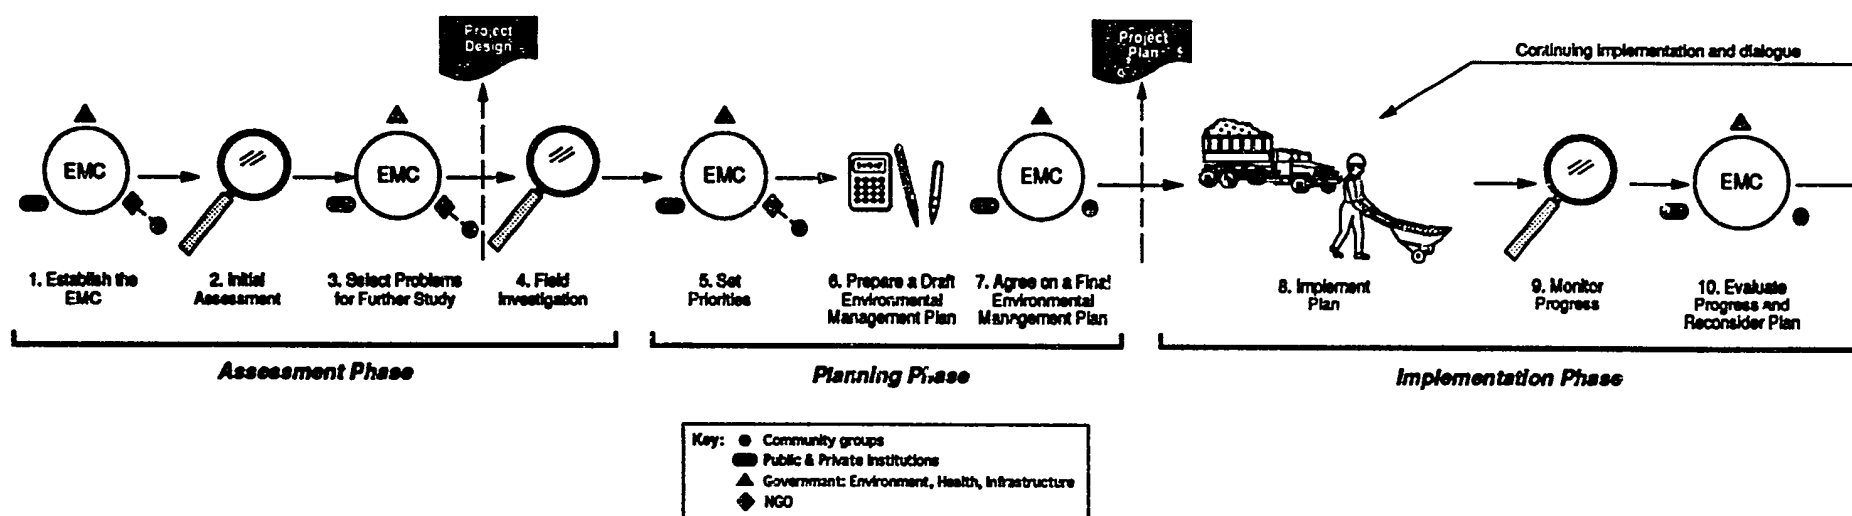 Project
Design
Project
Plan
Continuing implementation and dialogue
EMC
EMC
EMC
EMC
EMC
1. Establish the
EMC
2. Initial
Assessment
3. Select Problems
for Further Study
4. Field
Investigation
5. Set
Priorities
6. Prepare a Draft
Environmental
Management Plan
7. Agree on a Final
Environmental
Management Plan
8. Implement
Plan
9. Monitor
Progress
10. Evaluate
Progress and
Reconsider Plan
Assessment Phase
Planning Phase
Implementation Phase
Key:
Community groups
Public & Private Institutions
Government: Environment, Health, Infrastructure
NGO